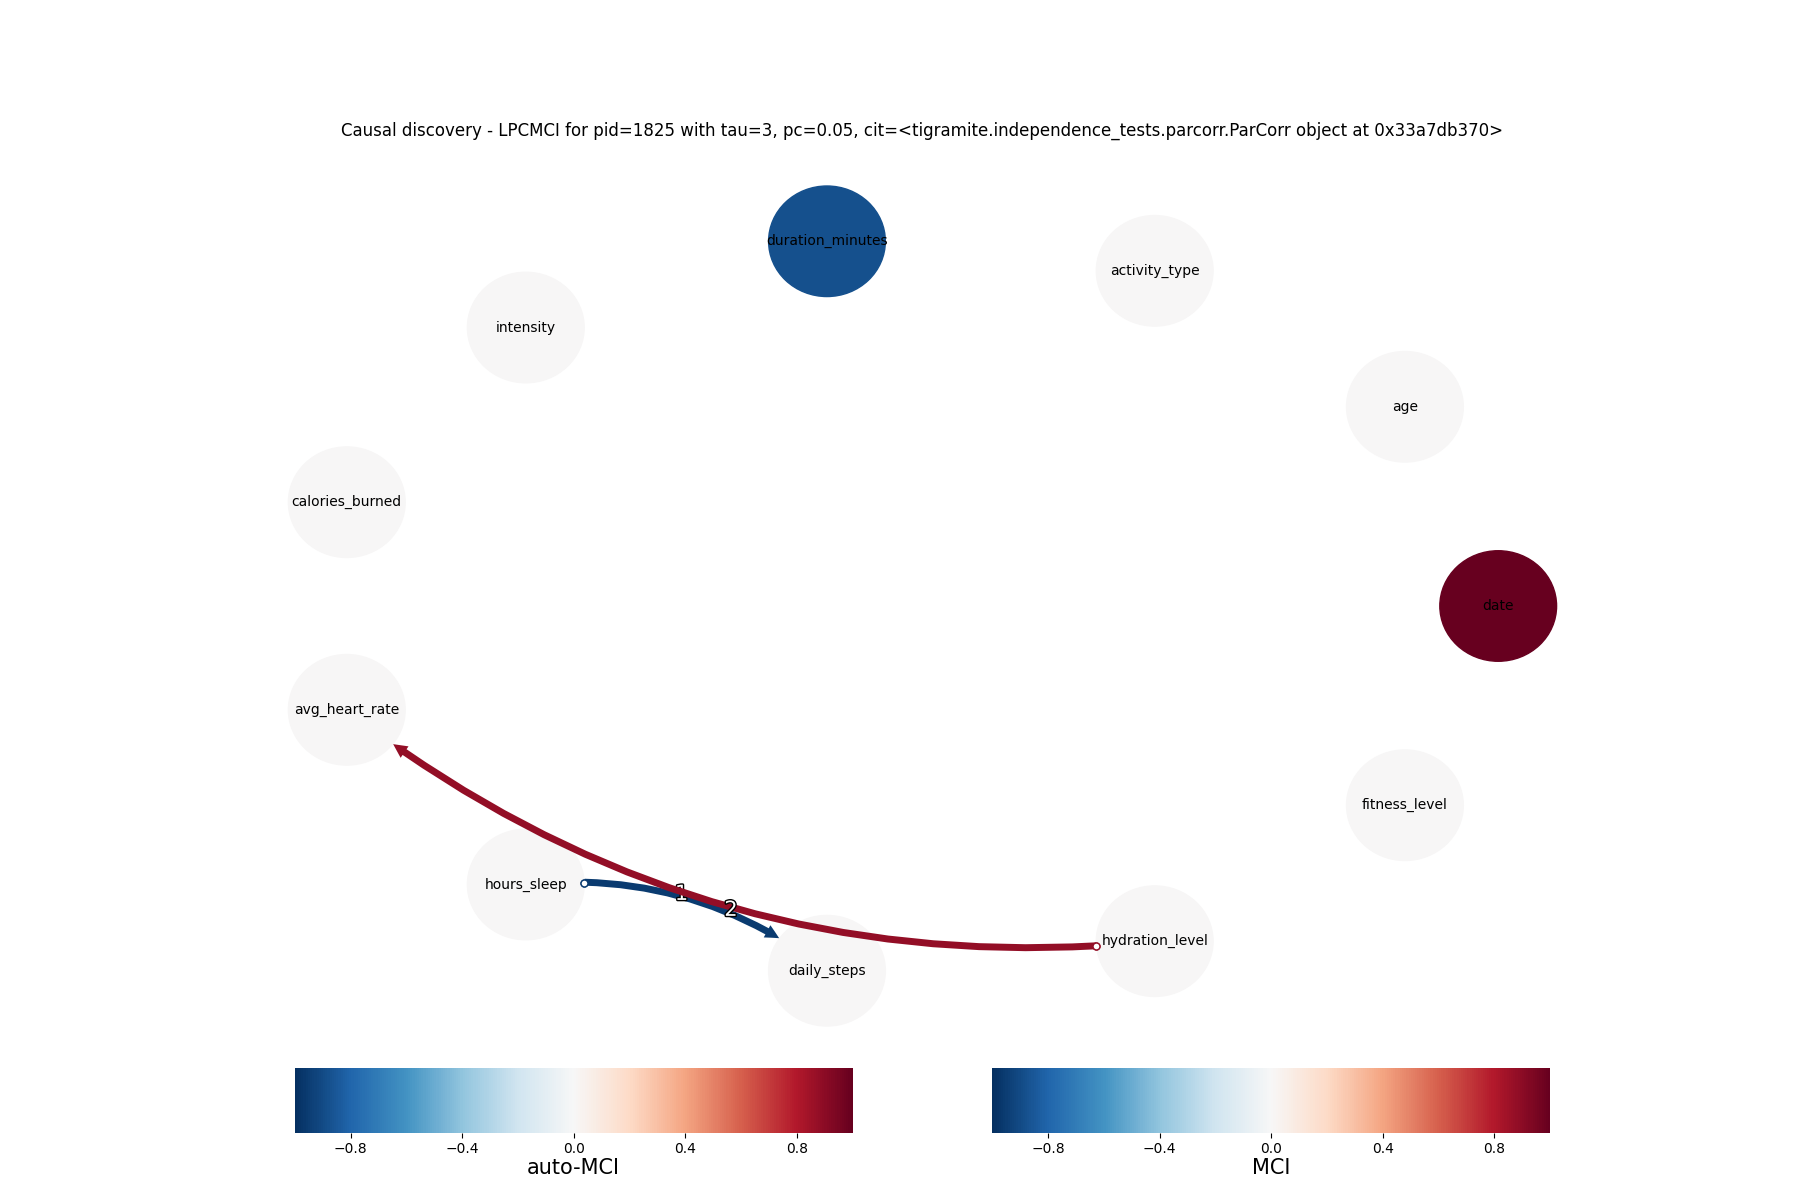 Causal discovery - LPCMCI for pid=1825 with tau=3, pc=0.05, cit=<tigramite.independence_tests.parcorr.ParCorr object at 0x33a7db370>
duration_minutes
activity_type
intensity
age
calories_burned
date
avg_heart_rate
fitness_level
hours_sleep
1
2
hydration_level
daily_steps
−0.8 −0.4 0.0 0.4 0.8
auto-MCI
−0.8 −0.4 0.0 0.4 0.8
MCI